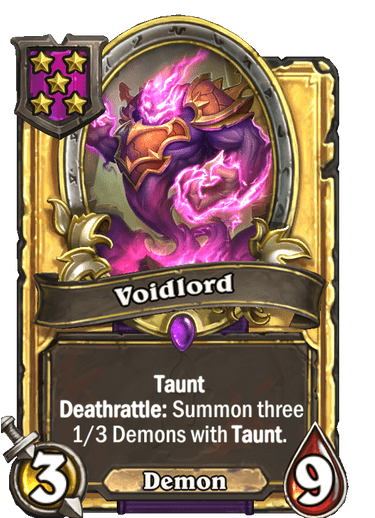 Voidlord
Taunt
Deathrattle: Summon three
1/3 Demons with Taunt.
3
Demon
9